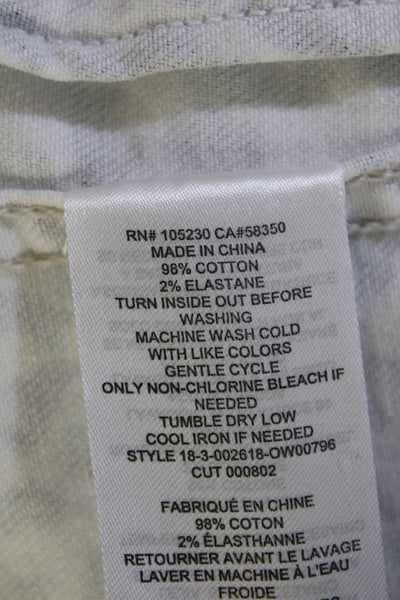 RN# 105230 CA#58350
MADE IN CHINA
98% COTTON
2% ELASTANE
TURN INSIDE OUT BEFORE
WASHING
MACHINE WASH COLD
WITH LIKE COLORS
GENTLE CYCLE
ONLY NON-CHLORINE BLEACH IF
NEEDED
TUMBLE DRY LOW
COOL IRON IF NEEDED
STYLE 18-3-002618-OW00796
CUT 000802
FABRIQUÉ EN CHINE
98% COTON
2% ÉLASTHANNE
RETOURNER AVANT LE LAVAGE
LAVER EN MACHINE À L'EAU
FROIDE